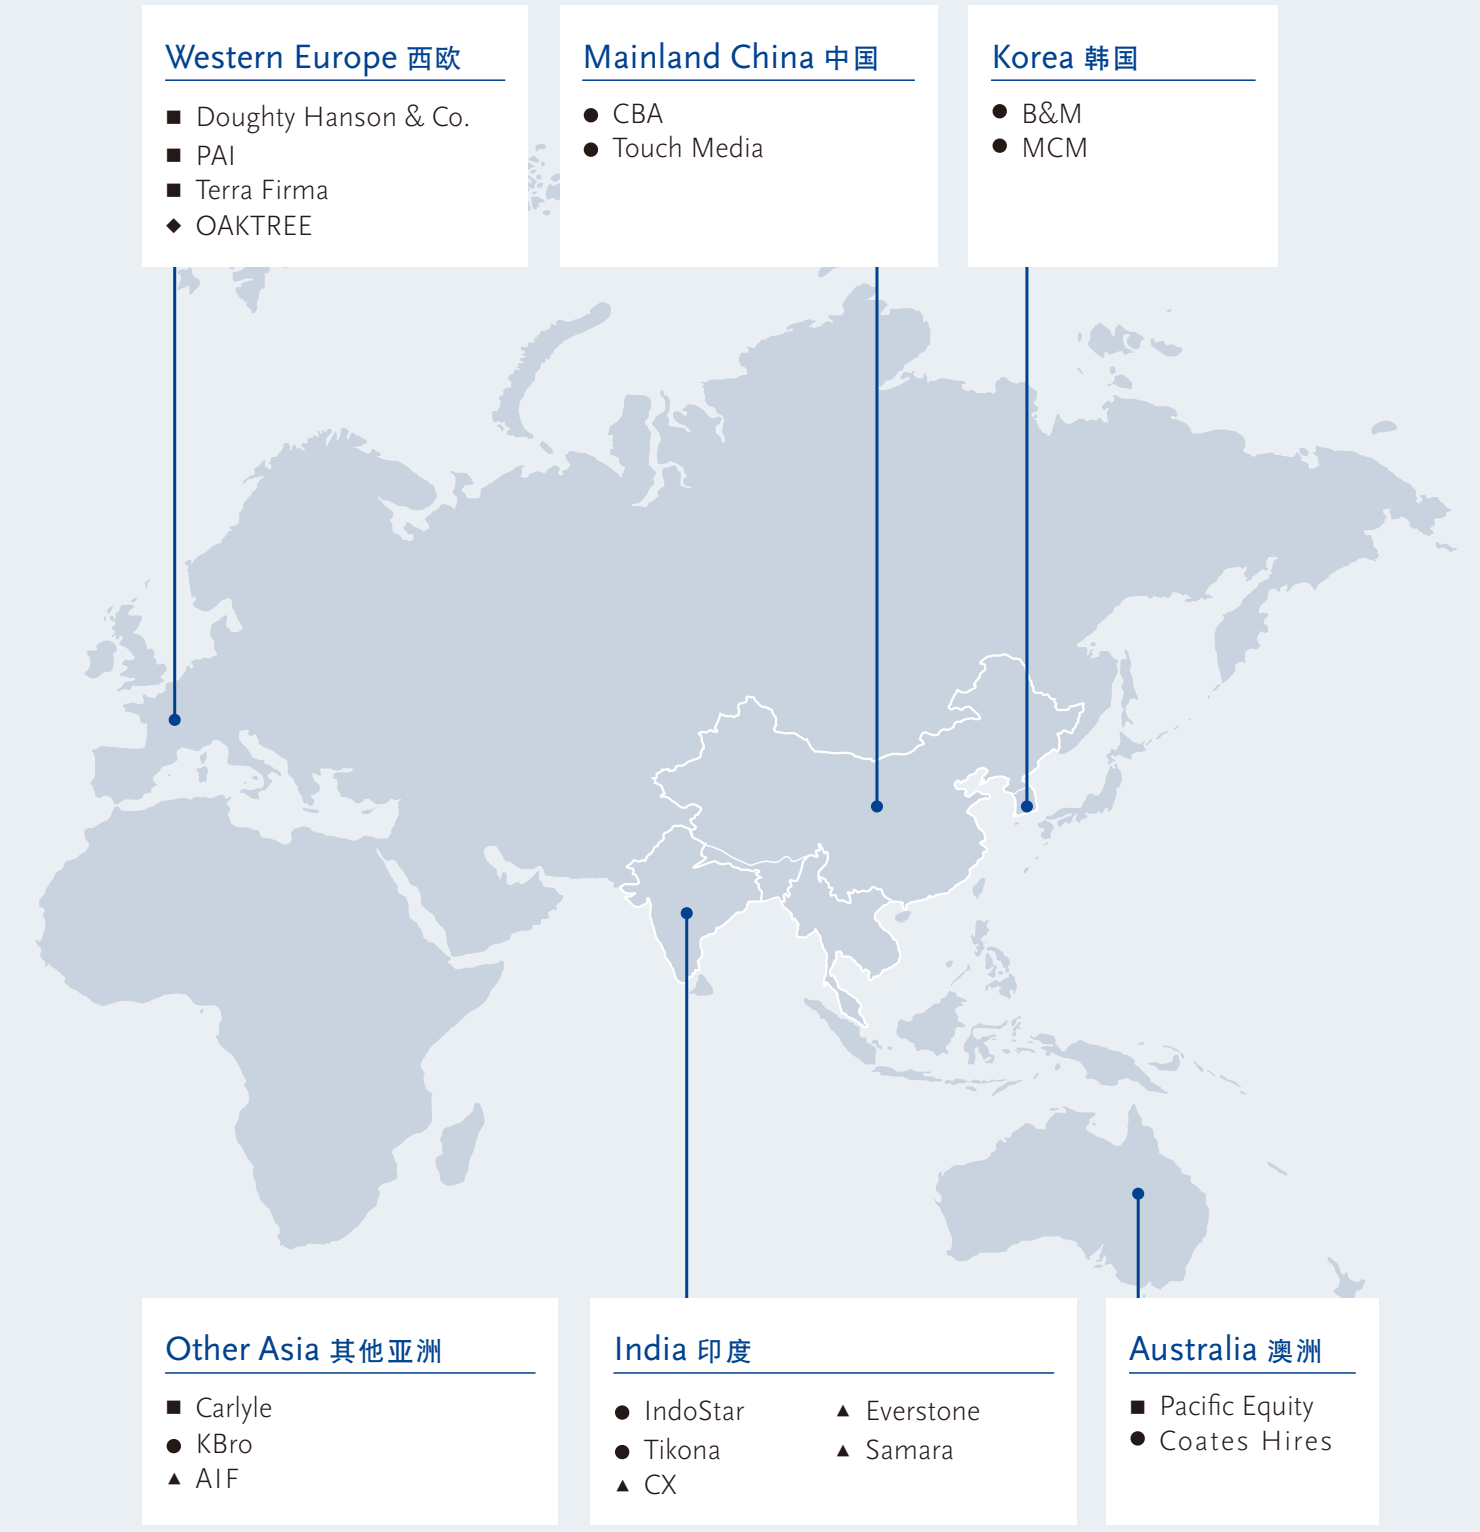 Western Europe 西欧
■ Doughty Hanson & Co.
■ PAI
■ Terra Firma
◆ OAKTREE
Mainland China 中国
● CBA
● Touch Media
Korea 韩国
● B&M
● MCM
Other Asia 其他亚洲
■ Carlyle
● KBro
▲ AIF
India 印度
● IndoStar
● Tikona
▲ CX
▲ Everstone
▲ Samara
Australia 澳洲
■ Pacific Equity
● Coates Hires